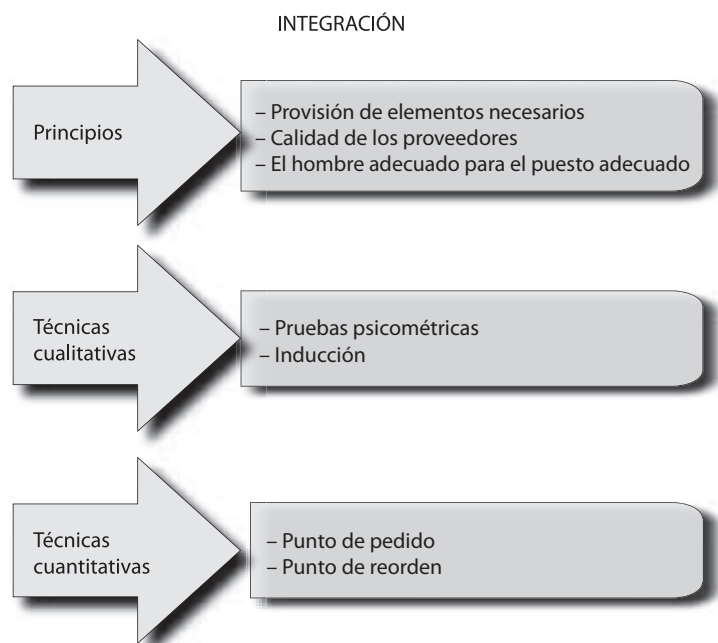 INTEGRACIÓN
Principios
– Provisión de elementos necesarios
– Calidad de los proveedores
– El hombre adecuado para el puesto adecuado
Técnicas
cualitativas
– Pruebas psicométricas
– Inducción
Técnicas
cuantitativas
– Punto de pedido
– Punto de reorden